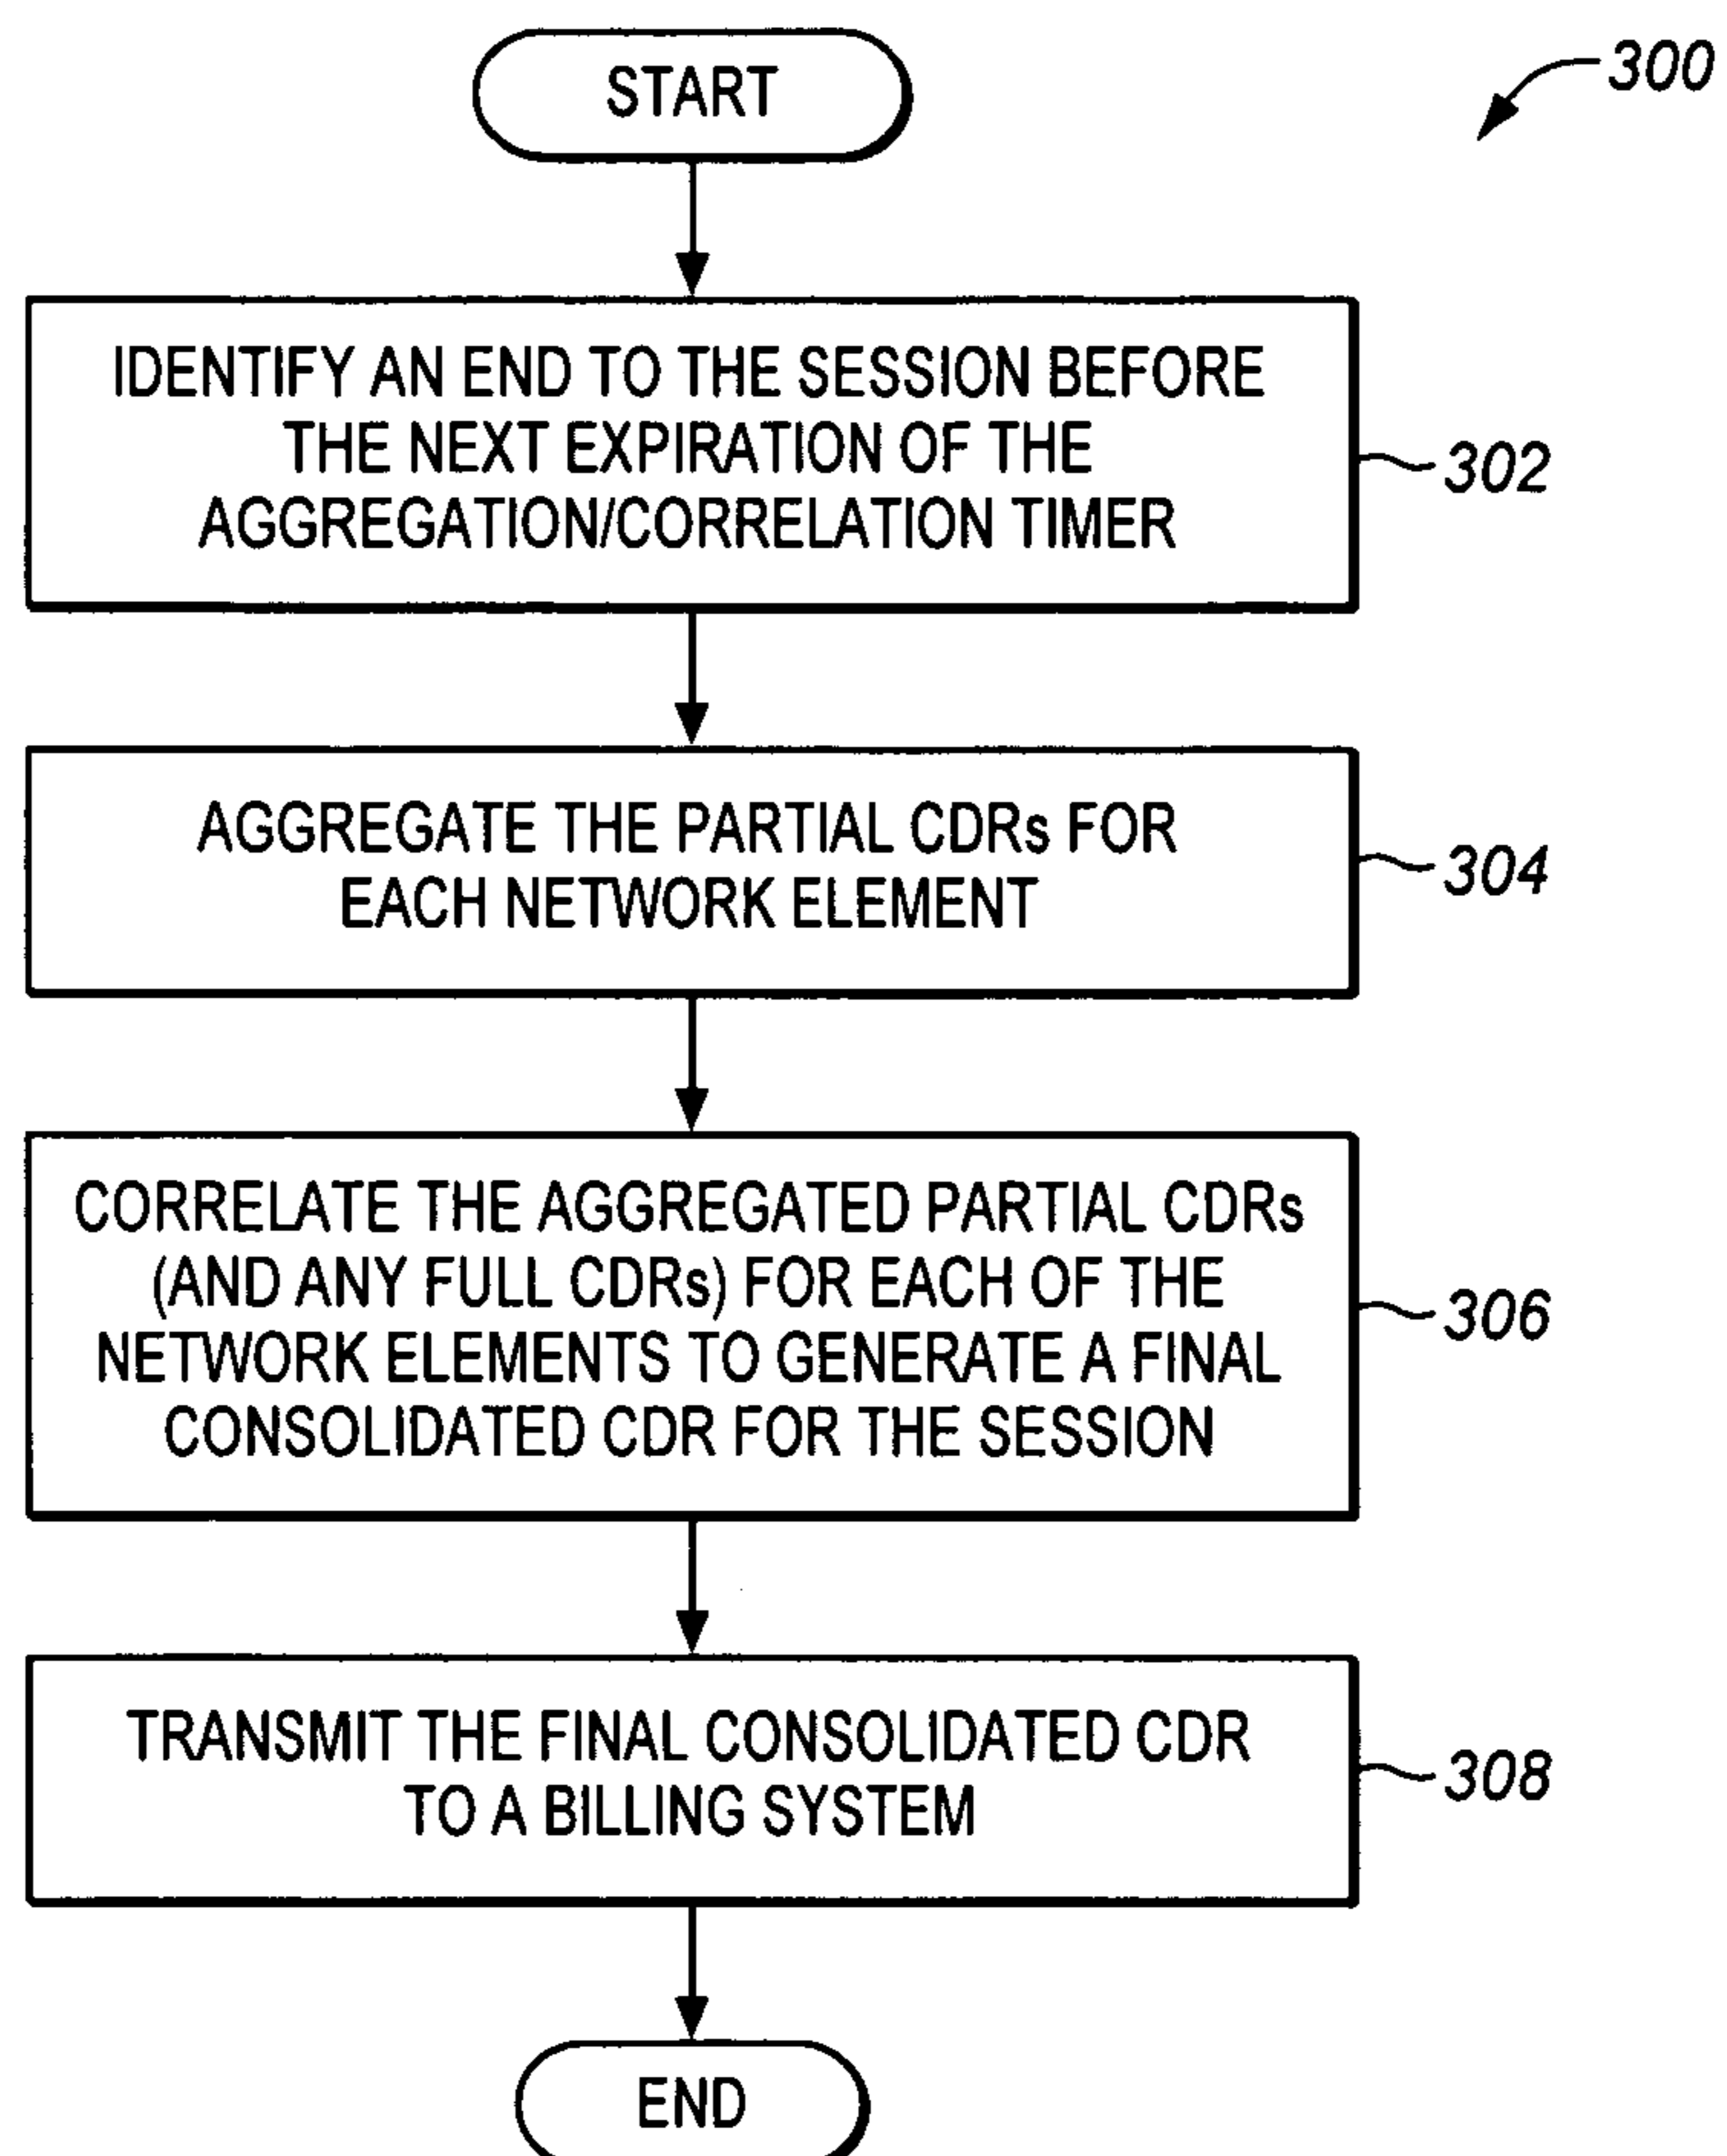 START
300
IDENTIFY AN END TO THE SESSION BEFORE
THE NEXT EXPIRATION OF THE
AGGREGATION/CORRELATION TIMER
302
AGGREGATE THE PARTIAL CDRs FOR
EACH NETWORK ELEMENT
304
CORRELATE THE AGGREGATED PARTIAL CDRs
(AND ANY FULL CDRs) FOR EACH OF THE
NETWORK ELEMENTS TO GENERATE A FINAL
CONSOLIDATED CDR FOR THE SESSION
306
TRANSMIT THE FINAL CONSOLIDATED CDR
TO A BILLING SYSTEM
308
END